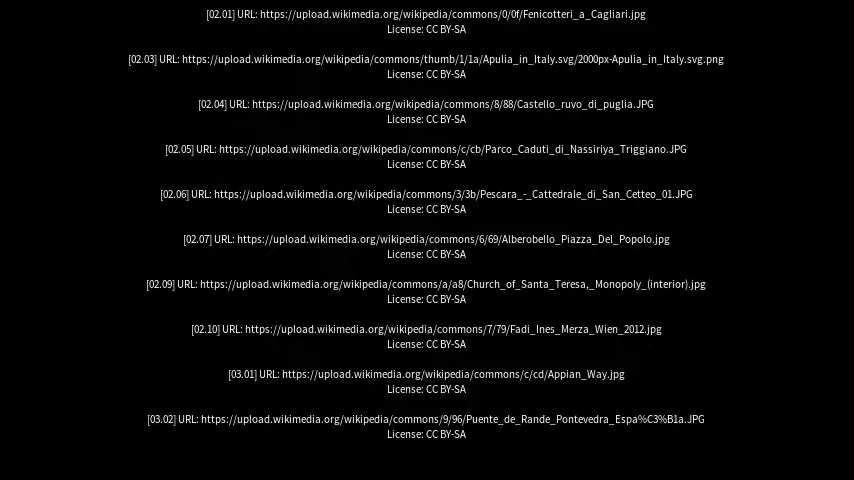 [02.01] URL: https://upload.wikimedia.org/wikipedia/commons/0/0f/Fenicotteri_a_Cagliari.jpg
License: CC BY-SA
[02.03] URL: https://upload.wikimedia.org/wikipedia/commons/thumb/1/1a/Apulia_in_Italy.svg/2000px-Apulia_in_Italy.svg.png
License: CC BY-SA
[02.04] URL: https://upload.wikimedia.org/wikipedia/commons/8/88/Castello_ruvo_di_puglia.JPG
License: CC BY-SA
[02.05] URL: https://upload.wikimedia.org/wikipedia/commons/c/cb/Parco_Caduti_di_Nassiriya_Triggiano.JPG
License: CC BY-SA
[02.06] URL: https://upload.wikimedia.org/wikipedia/commons/3/3b/Pescara_-_Cattedrale_di_San_Cetteo_01.JPG
License: CC BY-SA
[02.07] URL: https://upload.wikimedia.org/wikipedia/commons/6/69/Alberobello_Piazza_Del_Popolo.jpg
License: CC BY-SA
[02.09] URL: https://upload.wikimedia.org/wikipedia/commons/a/a8/Church_of_Santa_Teresa,_Monopoly_(interior).jpg
License: CC BY-SA
[02.10] URL: https://upload.wikimedia.org/wikipedia/commons/7/79/Fadi_Ines_Merza_Wien_2012.jpg
License: CC BY-SA
[03.01] URL: https://upload.wikimedia.org/wikipedia/commons/c/cd/Appian_Way.jpg
License: CC BY-SA
[03.02] URL: https://upload.wikimedia.org/wikipedia/commons/9/96/Puente_de_Rande_Pontevedra_Espa%C3%B1a.JPG
License: CC BY-SA